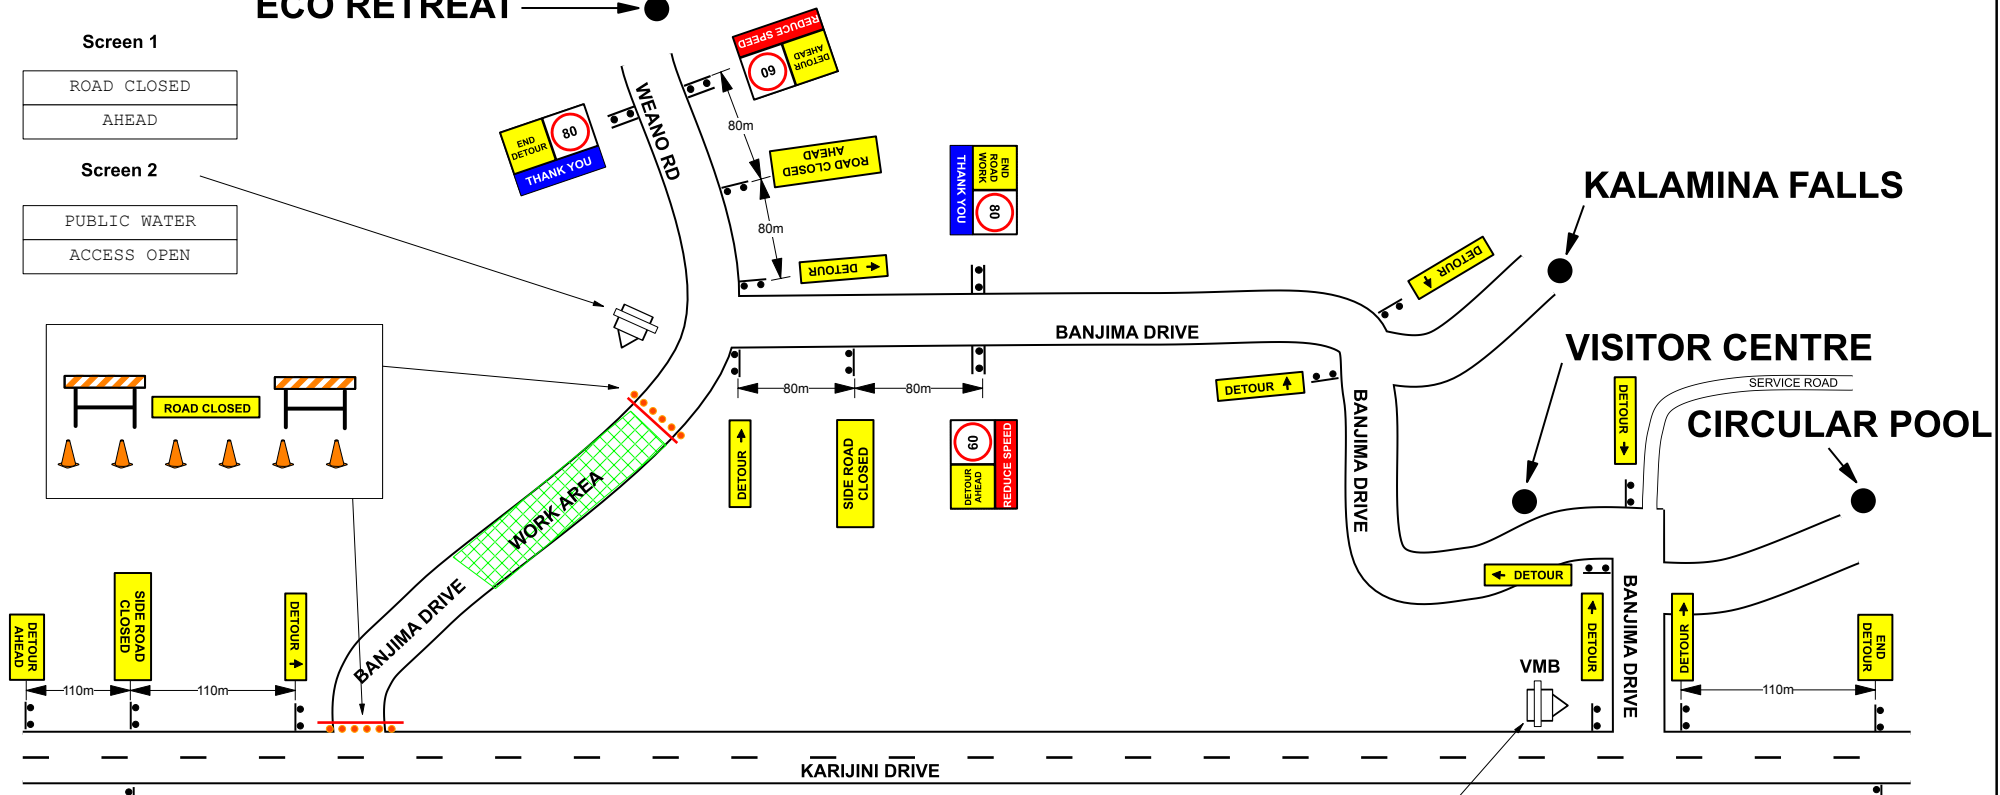 ECO RETREAT
Screen 1
ROAD CLOSED
AHEAD
Screen 2
PUBLIC WATER
ACCESS OPEN
REDUCE SPEED
60
DETOUR
AHEAD
END
DETOUR
80
THANK YOU
WEANO RD
80m
ROAD CLOSED
AHEAD
80m
DETOUR
THANK YOU
END
ROAD
WORK
80
KALAMINA FALLS
DETOUR
BANJIMA DRIVE
VISITOR CENTRE
SERVICE ROAD
CIRCULAR POOL
DETOUR
DETOUR
BANJIMA DRIVE
80m
80m
DETOUR
SIDE ROAD
CLOSED
60
DETOUR
AHEAD
REDUCE SPEED
ROAD CLOSED
WORK AREA
BANJIMA DRIVE
DETOUR
AHEAD
SIDE ROAD
CLOSED
DETOUR
110m
110m
DETOUR
DETOUR
BANJIMA DRIVE
DETOUR
END
DETOUR
VMB
110m
KARIJINI DRIVE